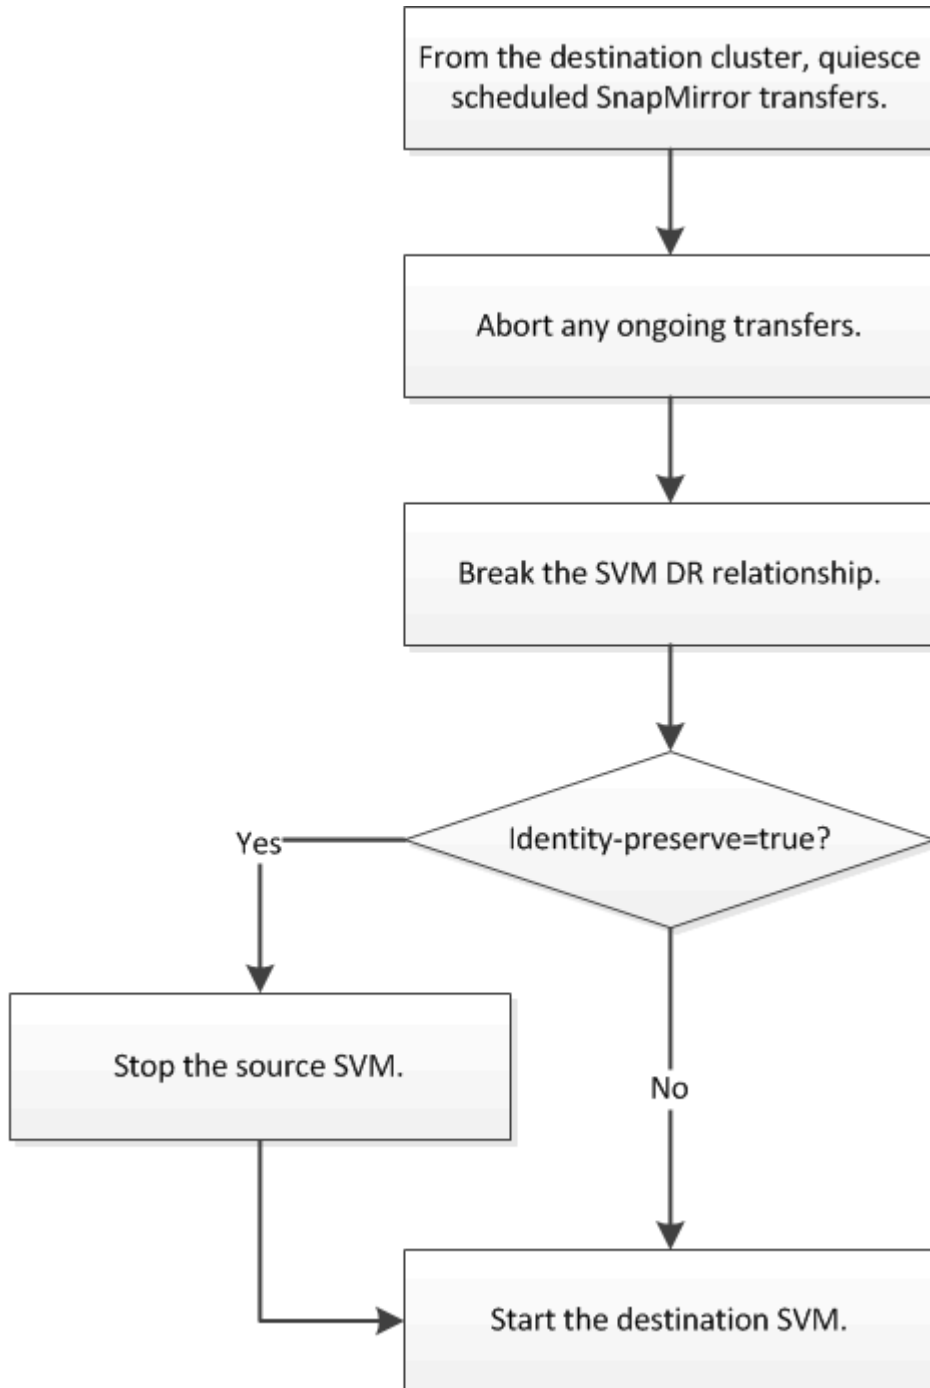 From the destination cluster, quiesce
scheduled SnapMirror transfers.
Abort any ongoing transfers.
Break the SVM DR relationship.
Identity-preserve=true?
Yes
Stop the source SVM.
No
Start the destination SVM.